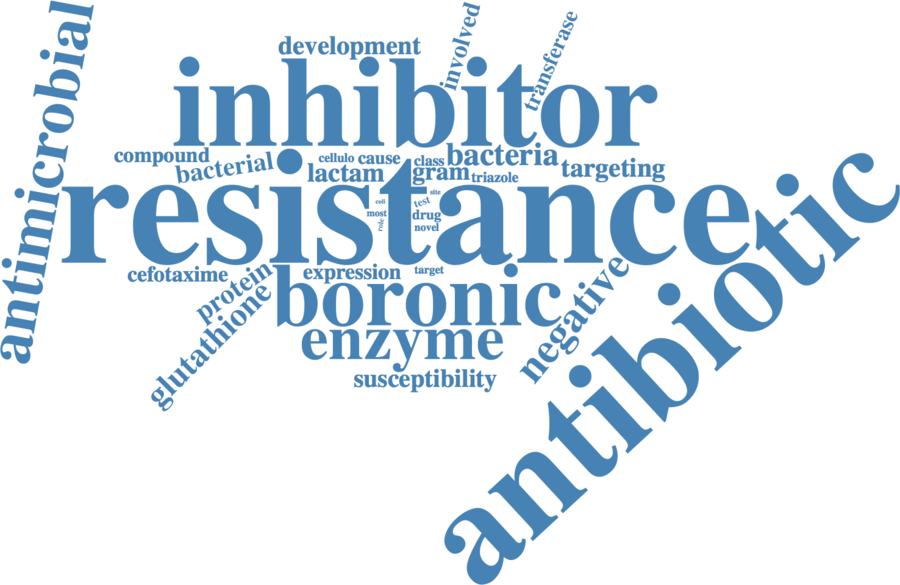 development
involved
transferase
antimicrobial
inhibitor
compound
bacterial
cellulo
cause
class
bacteria
lactam
gram
triazole
targeting
resistance
coli
site
test
most
drug
role
novel
cefotaxime
protein
expression
target
glutathione
boronic
negative
antibiotic
enzyme
susceptibility